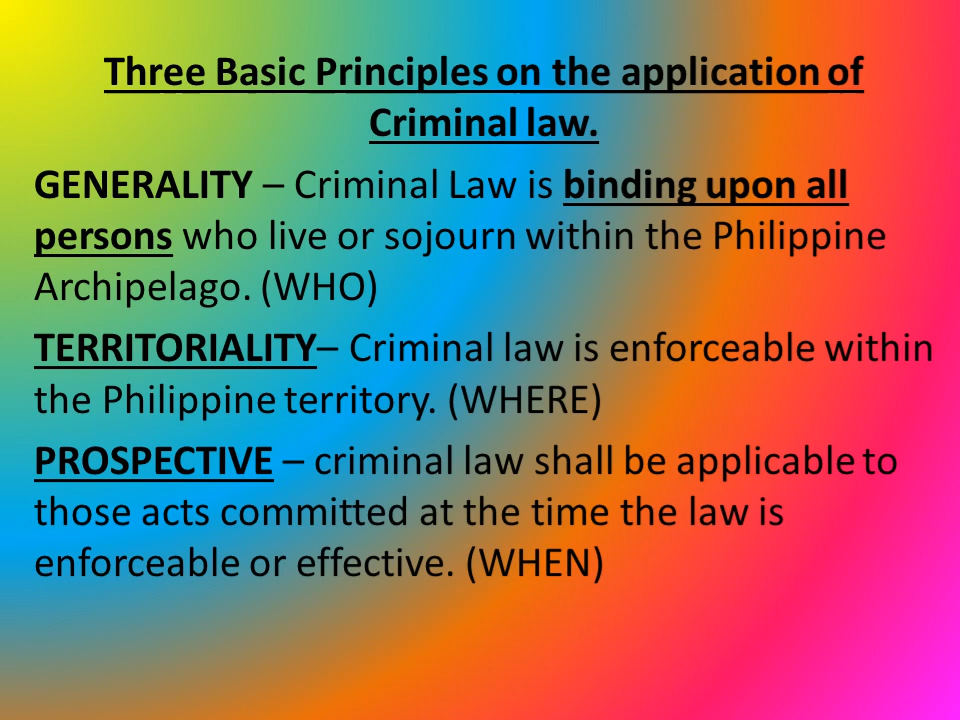 Three Basic Principles on the application of
Criminal law.
GENERALITY – Criminal Law is binding upon all
persons who live or sojourn within the Philippine
Archipelago. (WHO)
TERRITORIALITY– Criminal law is enforceable within
the Philippine territory. (WHERE)
PROSPECTIVE – criminal law shall be applicable to
those acts committed at the time the law is
enforceable or effective. (WHEN)